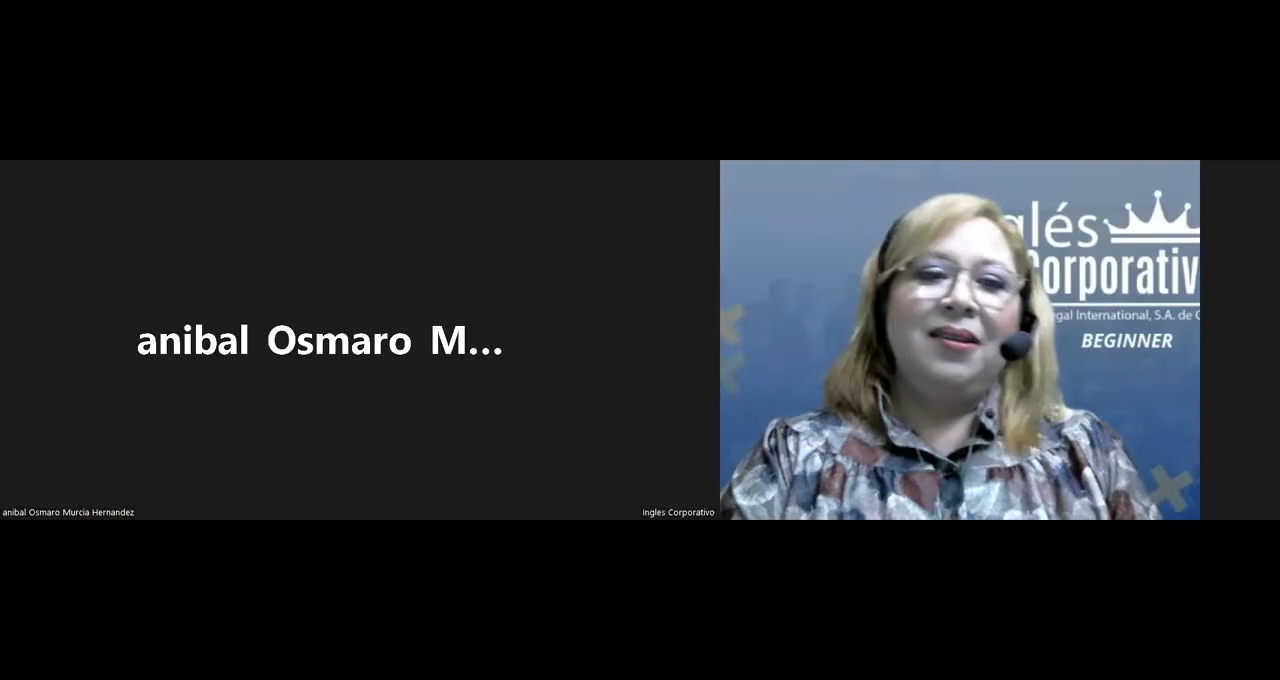 anibal Osmaro M...
anibal Osmaro Murcia Hernandez
Ingles Corporativo
glés
Corporativ
egal International, S.A. de C
BEGINNER